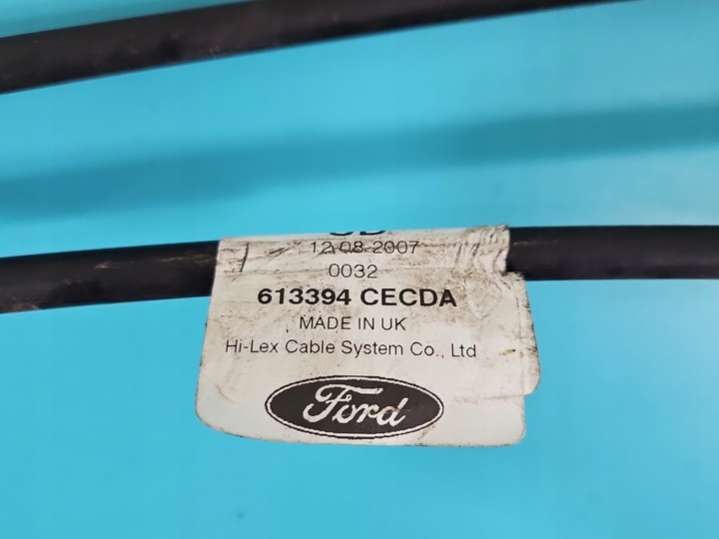 12-08-2007
0032
613394 CECDA
MADE IN UK
Hi-Lex Cable System Co., Ltd
Ford